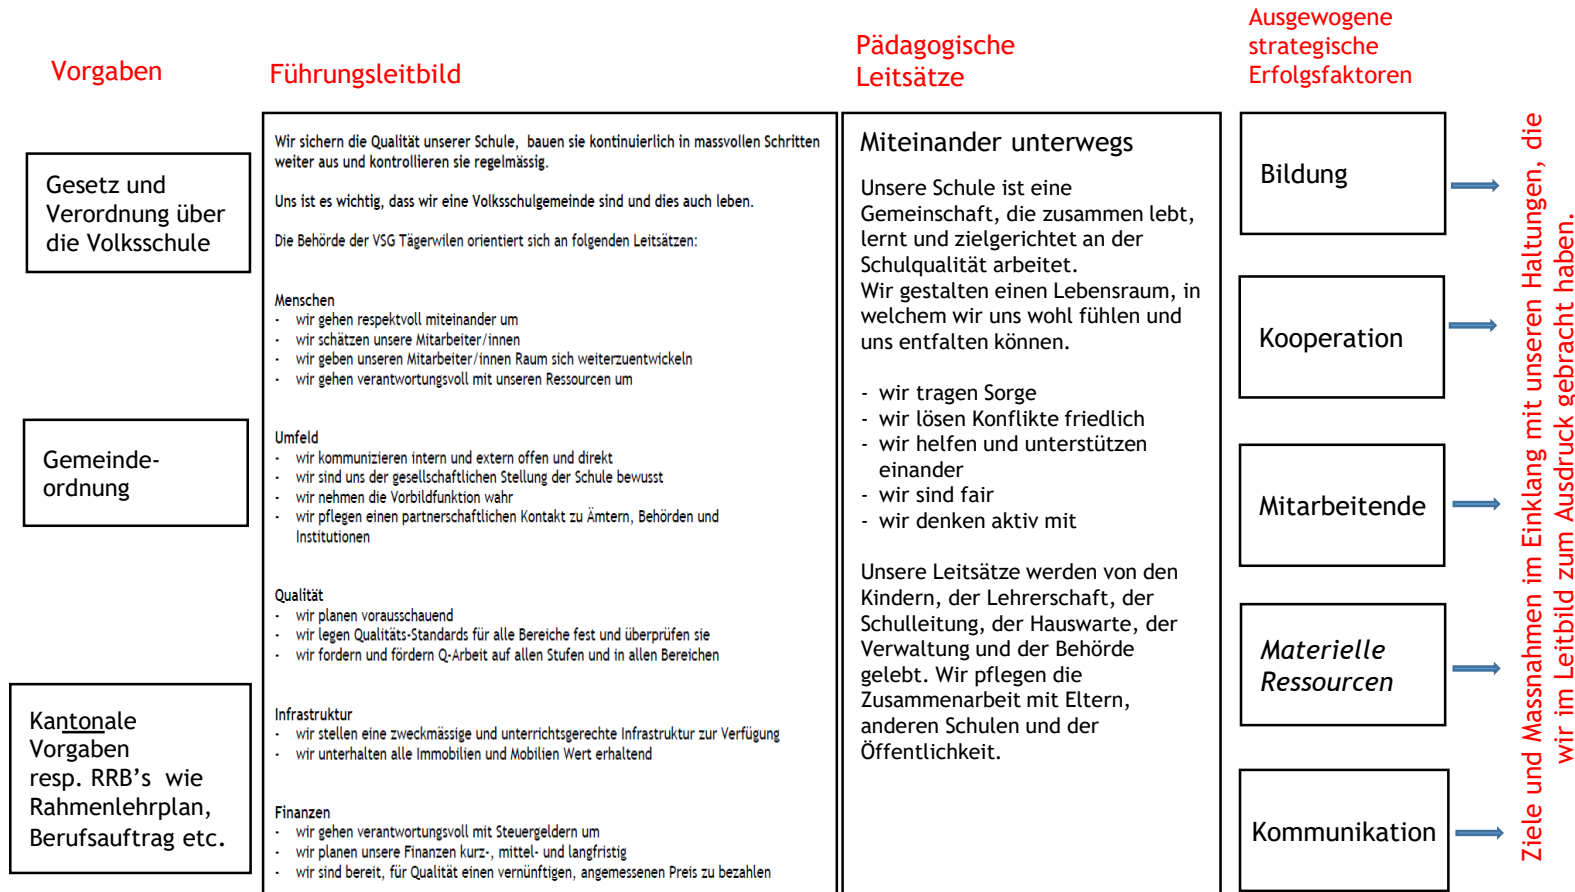 Vorgaben
Führungsleitbild
Pädagogische
Leitsätze
Ausgewogene
strategische
Erfolgsfaktoren
Gesetz und
Verordnung über
die Volksschule
Gemeinde-
ordnung
Kantonale
Vorgaben
resp. RRB's wie
Rahmenlehrplan,
Berufsauftrag etc.
Wir sichern die Qualität unserer Schule, bauen sie kontinuierlich in massvollen Schritten
weiter aus und kontrollieren sie regelmässig.
Uns ist es wichtig, dass wir eine Volksschulgemeinde sind und dies auch leben.
Die Behörde der VSG Tägerwilen orientiert sich an folgenden Leitsätzen:
Menschen
- wir gehen respektvoll miteinander um
- wir schätzen unsere Mitarbeiter/innen
- wir geben unseren Mitarbeiter/innen Raum sich weiterzuentwickeln
- wir gehen verantwortungsvoll mit unseren Ressourcen um
Umfeld
- wir kommunizieren intern und extern offen und direkt
- wir sind uns der gesellschaftlichen Stellung der Schule bewusst
- wir nehmen die Vorbildfunktion wahr
- wir pflegen einen partnerschaftlichen Kontakt zu Ämtern, Behörden und
Institutionen
Qualität
- wir planen vorausschauend
- wir legen Qualitäts-Standards für alle Bereiche fest und überprüfen sie
- wir fordern und fördern Q-Arbeit auf allen Stufen und in allen Bereichen
Infrastruktur
- wir stellen eine zweckmässige und unterrichtsgerechte Infrastruktur zur Verfügung
- wir unterhalten alle Immobilien und Mobilien Wert erhaltend
Finanzen
- wir gehen verantwortungsvoll mit Steuergeldern um
- wir planen unsere Finanzen kurz-, mittel- und langfristig
- wir sind bereit, für Qualität einen vernünftigen, angemessenen Preis zu bezahlen
Miteinander unterwegs
Unsere Schule ist eine
Gemeinschaft, die zusammen lebt,
lernt und zielgerichtet an der
Schulqualität arbeitet.
Wir gestalten einen Lebensraum, in
welchem wir uns wohl fühlen und
uns entfalten können.
- wir tragen Sorge
- wir lösen Konflikte friedlich
- wir helfen und unterstützen
einander
- wir sind fair
- wir denken aktiv mit
Unsere Leitsätze werden von den
Kindern, der Lehrerschaft, der
Schulleitung, der Hauswarte, der
Verwaltung und der Behörde
gelebt. Wir pflegen die
Zusammenarbeit mit Eltern,
anderen Schulen und der
Öffentlichkeit.
Bildung
Kooperation
Mitarbeitende
Materielle
Ressourcen
Kommunikation
Ziele und Massnahmen im Einklang mit unseren Haltungen, die
wir im Leitbild zum Ausdruck gebracht haben.